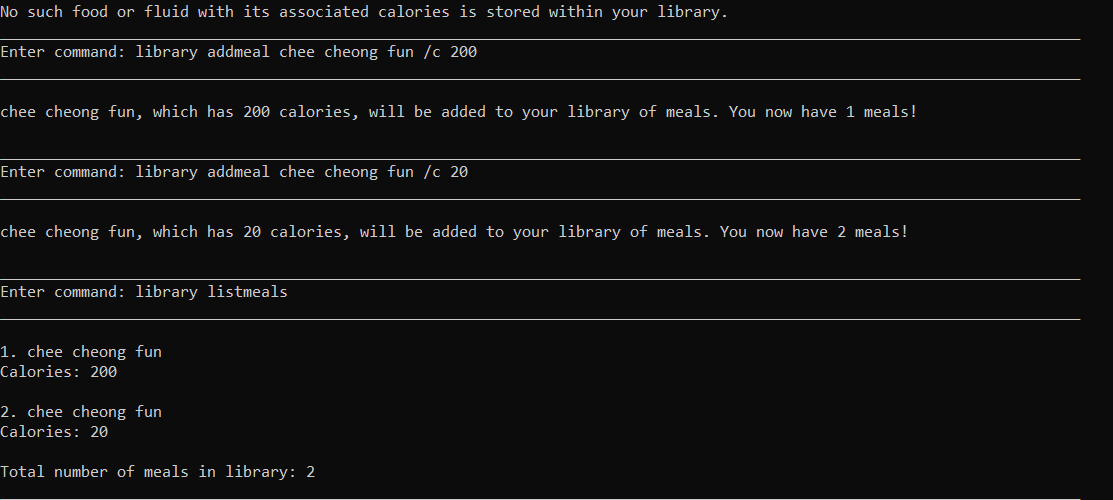 No such food or fluid with its associated calories is stored within your library.
Enter command: library addmeal chee cheong fun /c 200
chee cheong fun, which has 200 calories, will be added to your library of meals. You now have 1 meals!
Enter command: library addmeal chee cheong fun /c 20
chee cheong fun, which has 20 calories, will be added to your library of meals. You now have 2 meals!
Enter command: library listmeals
1. chee cheong fun
Calories: 200
2. chee cheong fun
Calories: 20
Total number of meals in library: 2